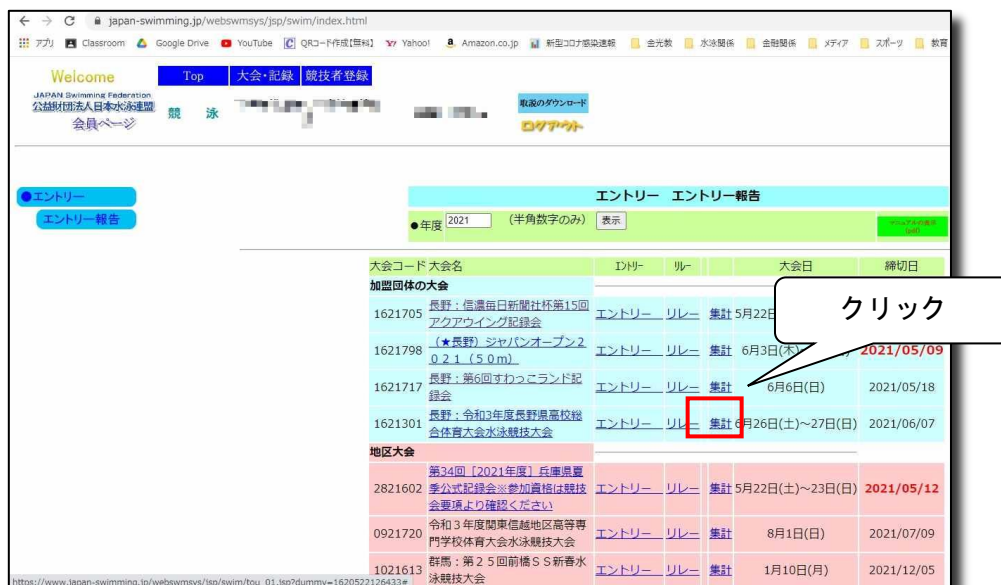 japan-swimming.jp/webswmsys/jsp/swim/index.html
アプリ Classroom Google Drive YouTube QRコード作成【無料】 Yahoo! Amazon.co.jp 新型コロナ感染速報 金光教 水泳関係 金融関係 メディア スポーツ 教育
Welcome Top 大会・記録 競技者登録
JAPAN Swimming Federation
公益財団法人日本水泳連盟
会員ページ
競 泳
取説のダウンロード
ログアウト
●エントリー
エントリー報告
エントリー エントリー報告
●年度 2021 (半角数字のみ) 表示
大会コード 大会名 エントリー リレー 大会日 締切日
加盟団体の大会
1621705 長野：信濃毎日新聞社杯第15回アクアウイング記録会 エントリー リレー 集計 5月22日
1621798 （★長野）ジャパンオープン2021（50m） エントリー リレー 集計 6月3日(木) 2021/05/09
1621717 長野：第6回すわっこランド記録会 エントリー リレー 集計 6月6日(日) 2021/05/18
1621301 長野：令和3年度長野県高校総合体育大会水泳競技大会 エントリー リレー 集計 6月26日(土)～27日(日) 2021/06/07
クリック
地区大会
2821602 第34回［2021年度］兵庫県夏季公式記録会※参加資格は競技会要項より確認ください エントリー リレー 集計 5月22日(土)～23日(日) 2021/05/12
0921720 令和３年度関東信越地区高等専門学校体育大会水泳競技大会 エントリー リレー 集計 8月1日(日) 2021/07/09
1021613 群馬：第２５回前橋ＳＳ新春水泳競技大会 エントリー リレー 集計 1月10日(月) 2021/12/05
https://www.japan-swimming.jp/webswmsys/jsp/swim/tou_01.jsp?dummy=1620522126433#